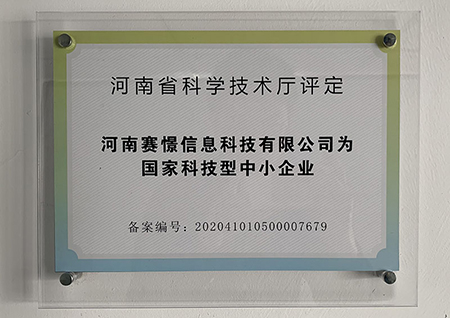 河南省科学技术厅评定
河南赛憬信息科技有限公司为
国家科技型中小企业
备案编号：202041010500007679